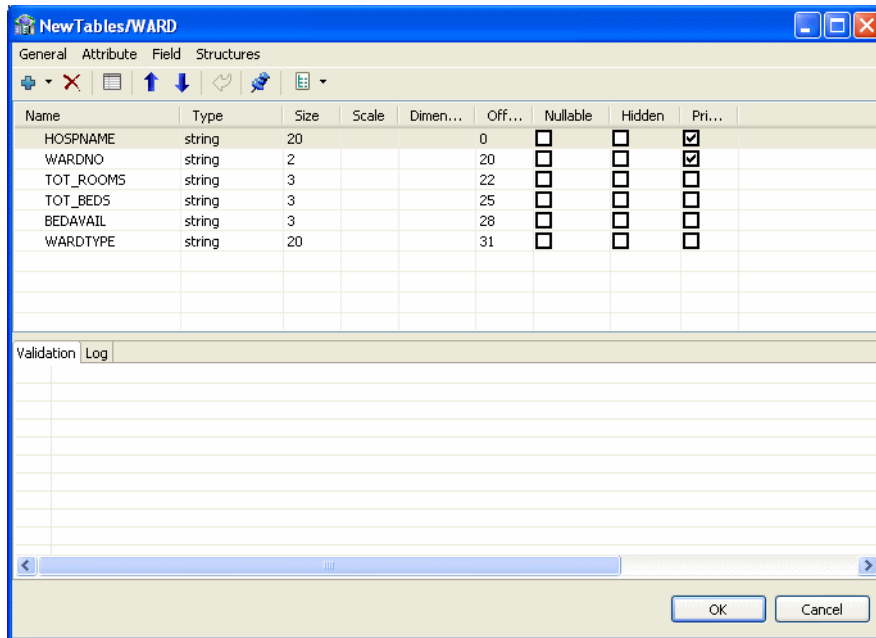 NewTables/WARD
General Attribute Field Structures
Name Type Size Scale Dimen... Off... Nullable Hidden Pri...
HOSPNAME string 20 0
WARDNO string 2 20
TOT_ROOMS string 3 22
TOT_BEDS string 3 25
BEDAVAIL string 3 28
WARDTYPE string 20 31
Validation Log
OK Cancel